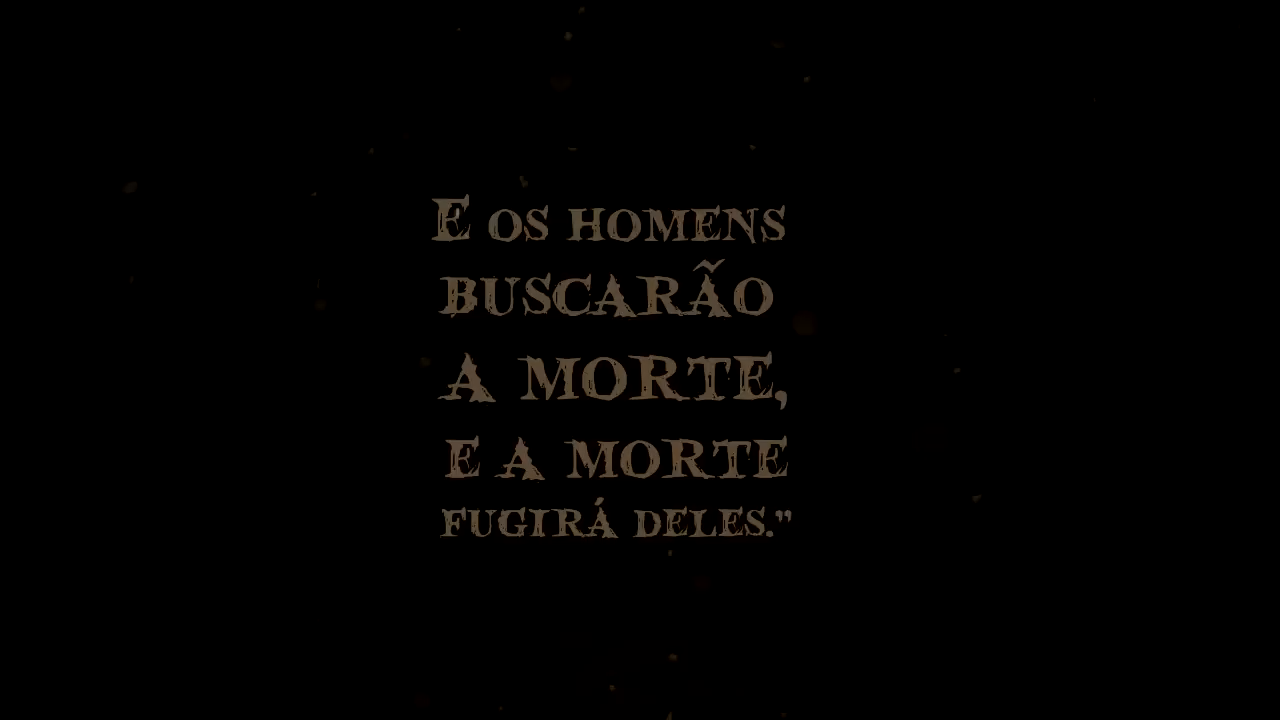 E OS HOMENS
BUSCARÃO
A MORTE,
E A MORTE
FUGIRÁ DELES.”